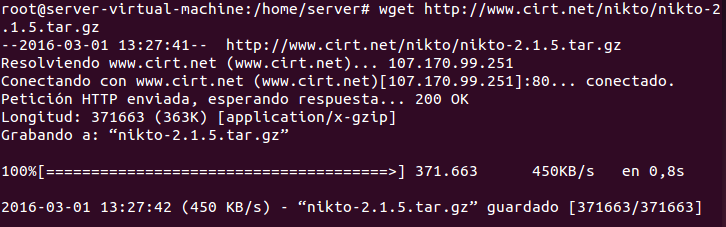 root@server-virtual-machine:/home/server# wget http://www.cirt.net/nikto/nikto-2
.1.5.tar.gz
--2016-03-01 13:27:41--  http://www.cirt.net/nikto/nikto-2.1.5.tar.gz
Resolviendo www.cirt.net (www.cirt.net)... 107.170.99.251
Conectando con www.cirt.net (www.cirt.net)[107.170.99.251]:80... conectado.
Petición HTTP enviada, esperando respuesta... 200 OK
Longitud: 371663 (363K) [application/x-gzip]
Grabando a: “nikto-2.1.5.tar.gz”
100%[======================================>] 371.663     450KB/s   en 0,8s
2016-03-01 13:27:42 (450 KB/s) - “nikto-2.1.5.tar.gz” guardado [371663/371663]